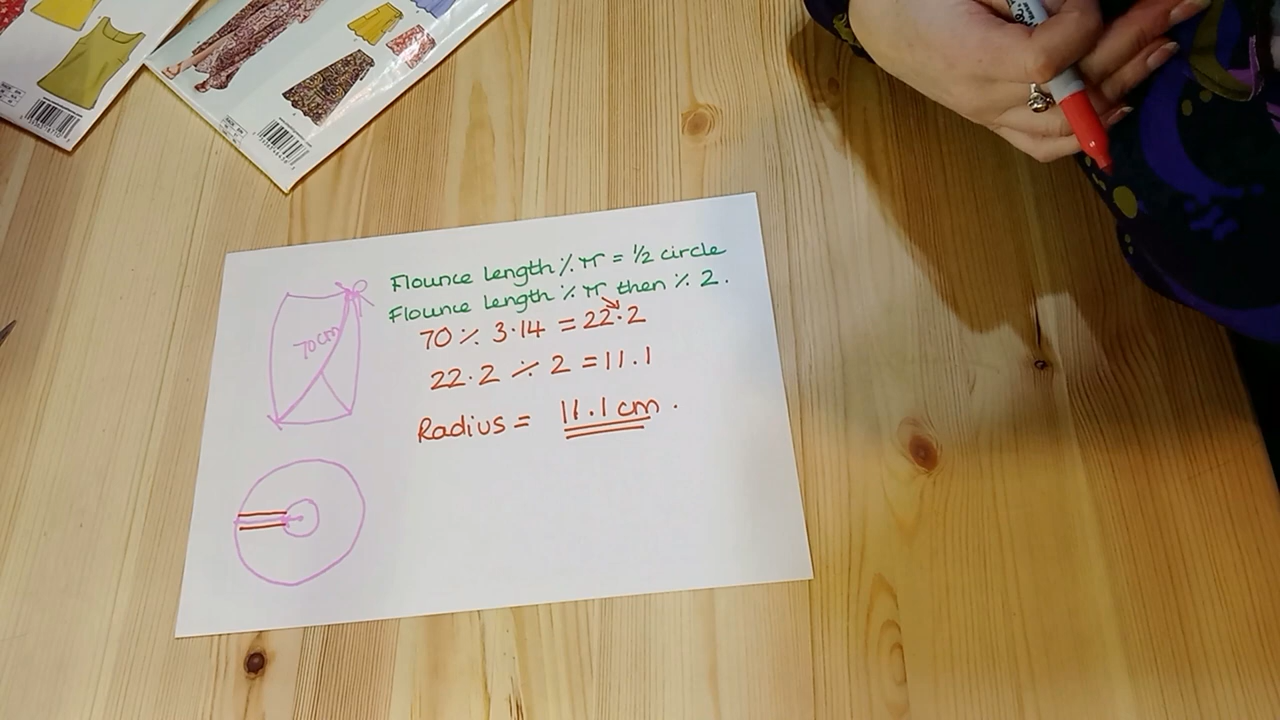 Flounce length ⁒ π = ½ circle
Flounce length ⁒ π then ⁒ 2.
70 ⁒ 3.14 = 22.2
22.2 ÷ 2 = 11.1
Radius = 11.1 cm.
70cm